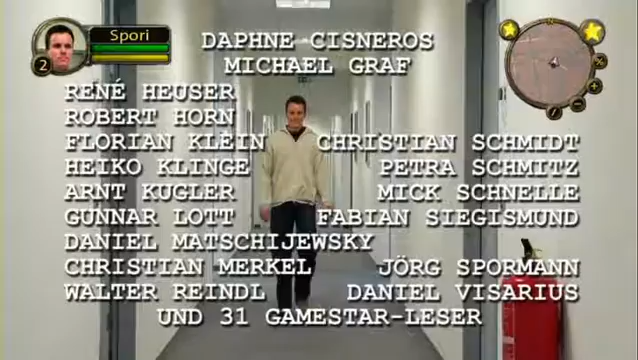 Spori
2
N
DAPHNE CISNEROS
MICHAEL GRAF
RENÉ HEUSER
ROBERT HORN
FLORIAN KLEIN CHRISTIAN SCHMIDT
HEIKO KLINGE PETRA SCHMITZ
ARNT KUGLER MICK SCHNELLE
GUNNAR LOTT FABIAN SIEGISMUND
DANIEL MATSCHIJEWSKY
CHRISTIAN MERKEL JÖRG SPORMANN
WALTER REINDL DANIEL VISARIUS
UND 31 GAMESTAR-LESER